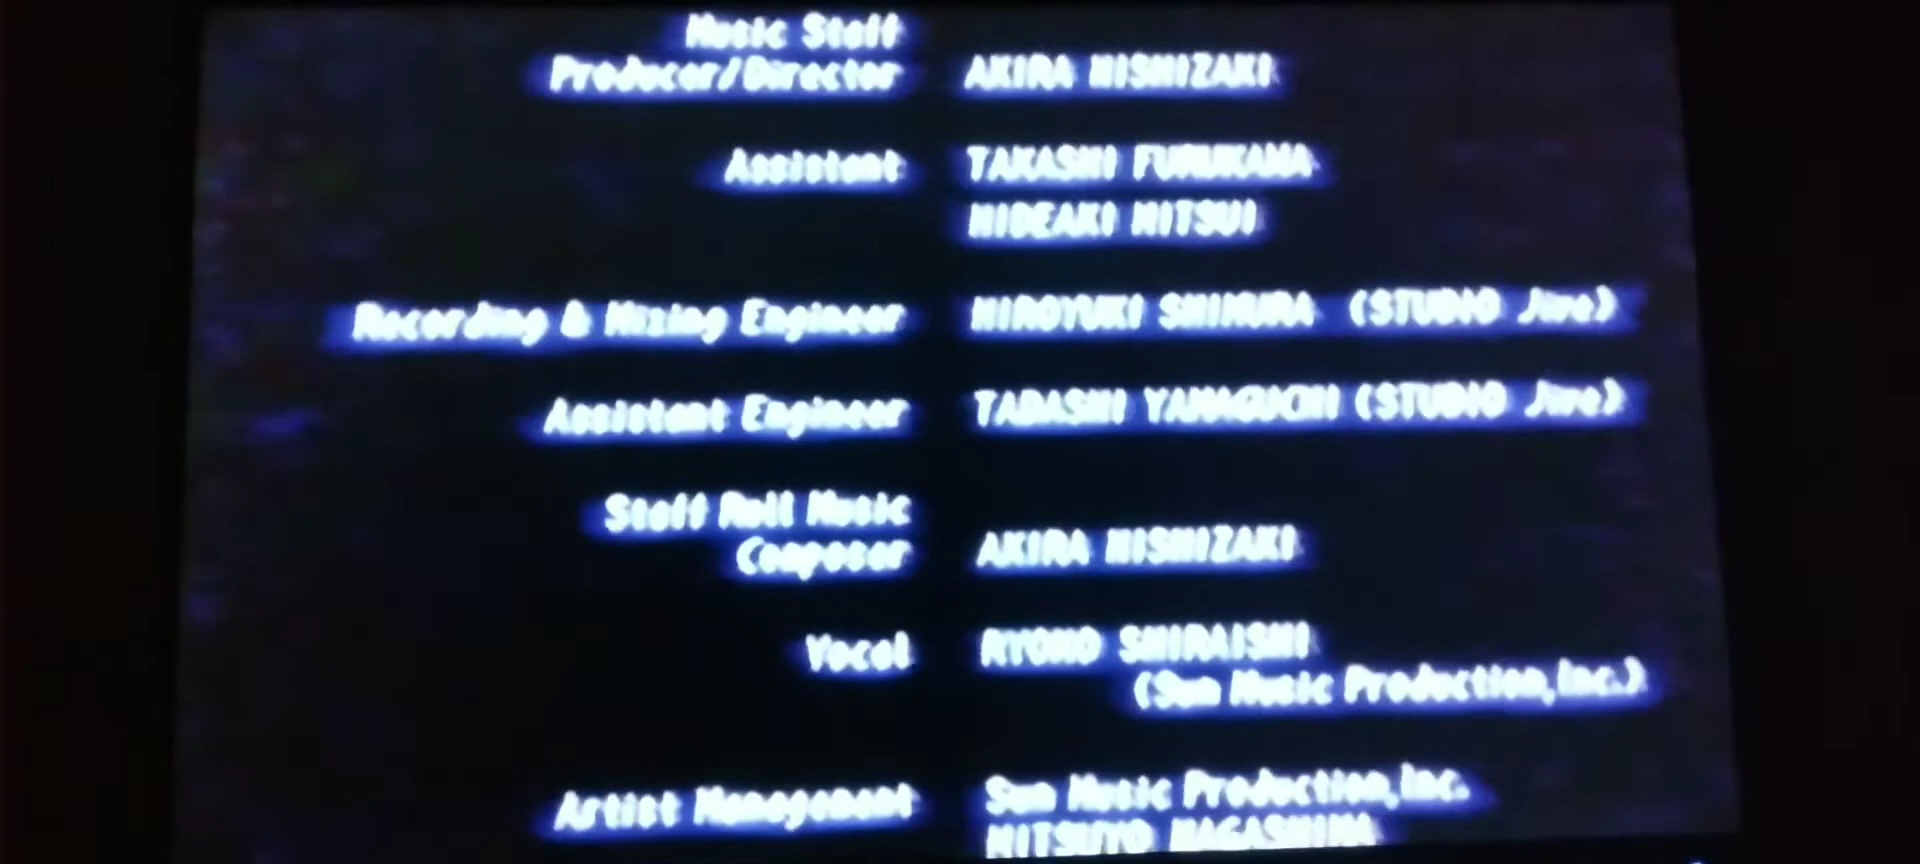 Music Staff
Producer/Director AKIRA NISHIZAKI
Assistant TAKASHI FURUKAWA
HIDEAKI MITSUI
Recording & Mixing Engineer HIROYUKI SHIMURA (STUDIO Jive)
Assistant Engineer TADASHI YAMAGUCHI (STUDIO Jive)
Staff Roll Music
Composer AKIRA NISHIZAKI
Vocal RYOKO SHIRAISHI
(Sun Music Production,Inc.)
Artist Management Sun Music Production,Inc.
MITSUYO NAGASHIMA